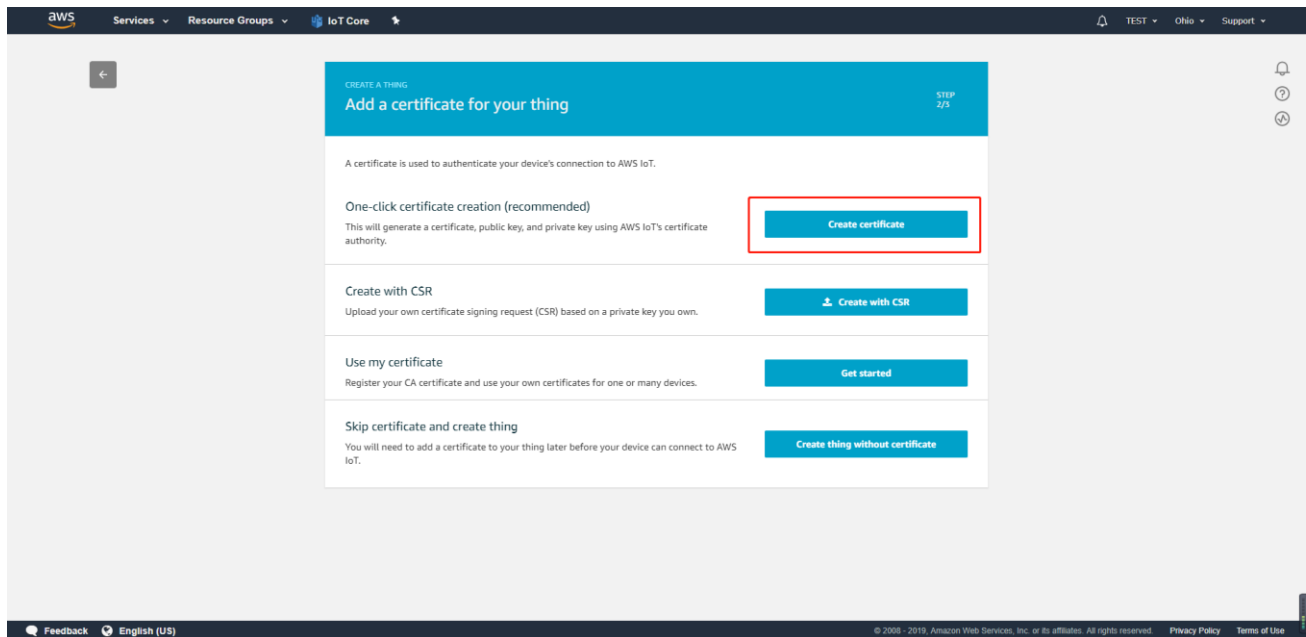 aws Services Resource Groups IoT Core TEST Ohio Support
CREATE A THING
Add a certificate for your thing
STEP
2/3
A certificate is used to authenticate your device's connection to AWS IoT.
One-click certificate creation (recommended)
This will generate a certificate, public key, and private key using AWS IoT's certificate
authority.
Create certificate
Create with CSR
Upload your own certificate signing request (CSR) based on a private key you own.
Create with CSR
Use my certificate
Register your CA certificate and use your own certificates for one or many devices.
Get started
Skip certificate and create thing
You will need to add a certificate to your thing later before your device can connect to AWS
IoT.
Create thing without certificate
Feedback English (US) © 2008 - 2019, Amazon Web Services, Inc. or its affiliates. All rights reserved. Privacy Policy Terms of Use